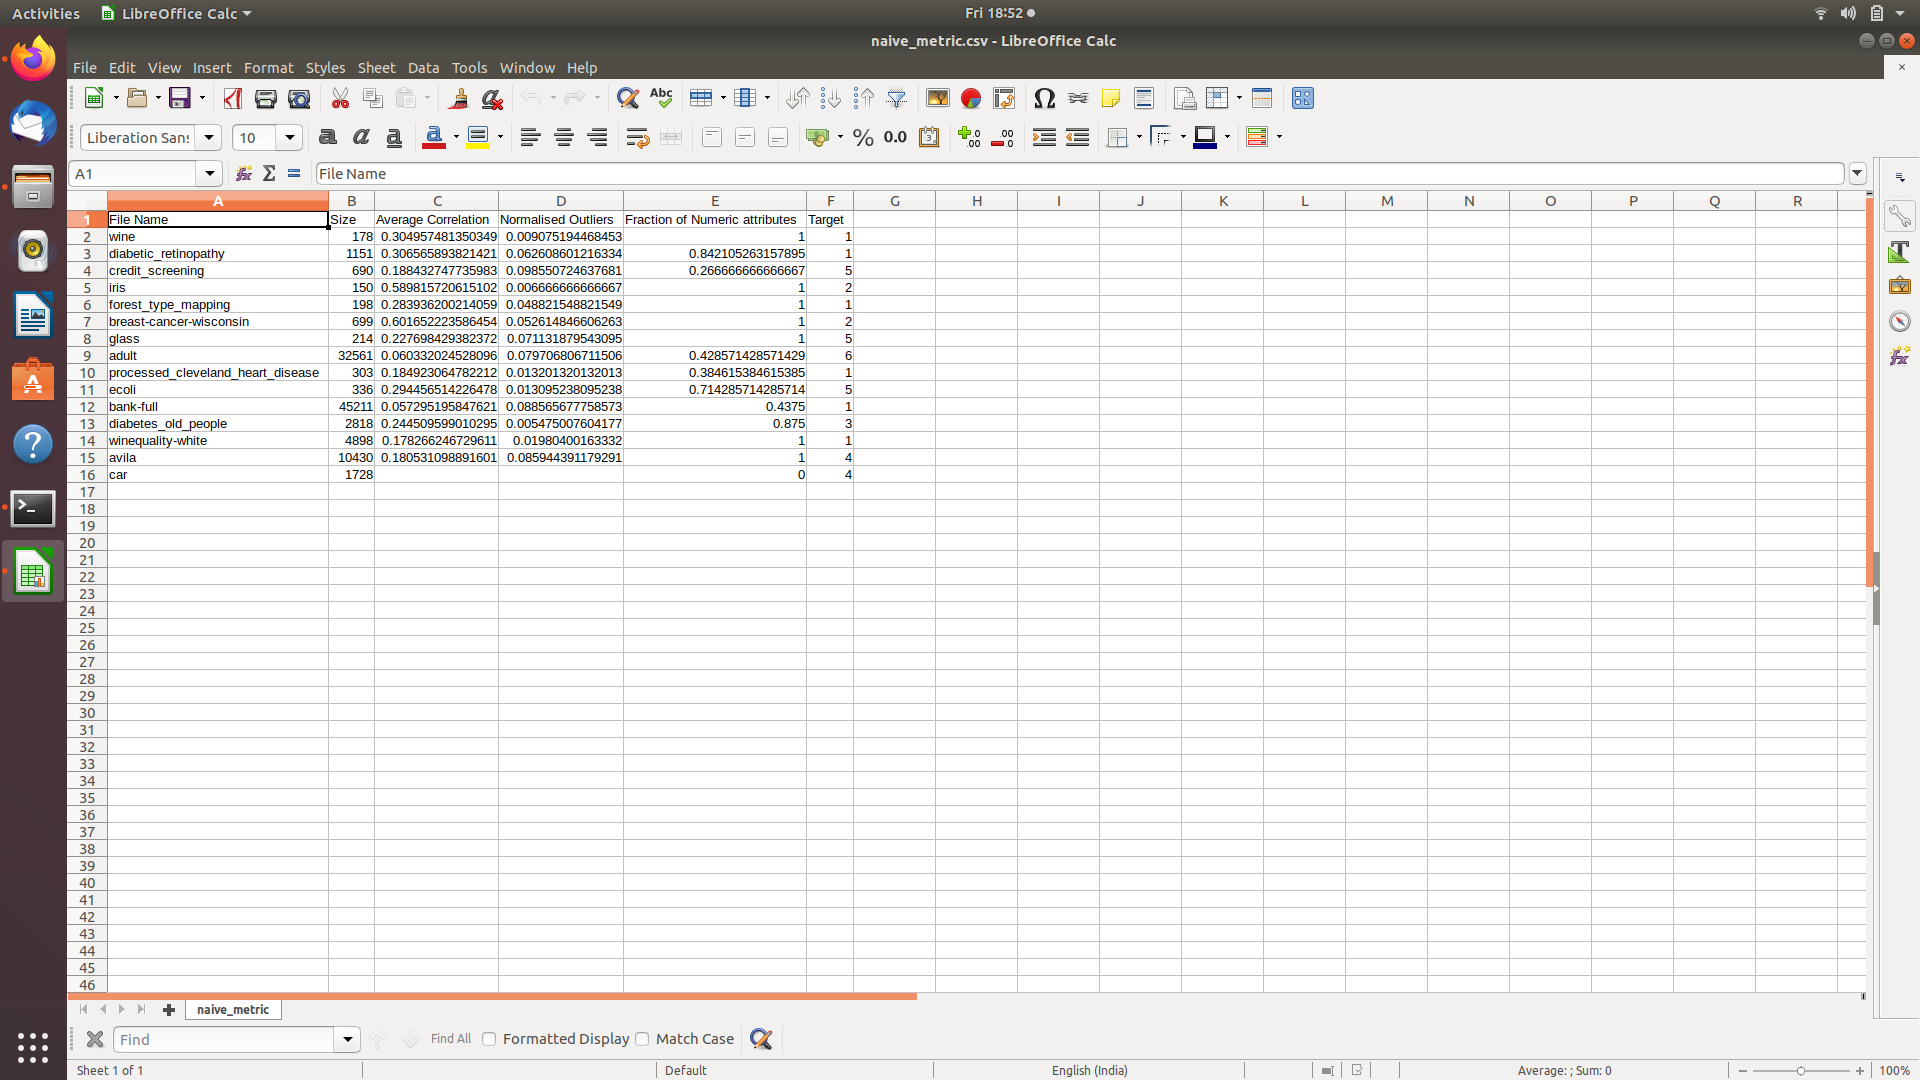 Activities LibreOffice Calc Fri 18:52
naive_metric.csv - LibreOffice Calc
File Edit View Insert Format Styles Sheet Data Tools Window Help
Liberation Sans 10
A1 File Name
A B C D E F G H I J K L M N O P Q R
1 File Name Size Average Correlation Normalised Outliers Fraction of Numeric attributes Target
2 wine 178 0.304957481350349 0.009075194468453 1 1
3 diabetic_retinopathy 1151 0.306565893821421 0.062608601216334 0.842105263157895 1
4 credit_screening 690 0.188432747735983 0.098550724637681 0.266666666666667 5
5 iris 150 0.589815720615102 0.006666666666667 1 2
6 forest_type_mapping 198 0.283936200214059 0.048821548821549 1 1
7 breast-cancer-wisconsin 699 0.601652223586454 0.052614846606263 1 2
8 glass 214 0.227698429382372 0.071131879543095 1 5
9 adult 32561 0.060332024528096 0.079706806711506 0.428571428571429 6
10 processed_cleveland_heart_disease 303 0.184923064782212 0.013201320132013 0.384615384615385 1
11 ecoli 336 0.294456514226478 0.013095238095238 0.714285714285714 5
12 bank-full 45211 0.057295195847621 0.088565677758573 0.4375 1
13 diabetes_old_people 2818 0.244509599010295 0.005475007604177 0.875 3
14 winequality-white 4898 0.178266246729611 0.01980400163332 1 1
15 avila 10430 0.180531098891601 0.085944391179291 1 4
16 car 1728 0 4
17
18
19
20
21
22
23
24
25
26
27
28
29
30
31
32
33
34
35
36
37
38
39
40
41
42
43
44
45
46
naive_metric
Find Find All Formatted Display Match Case
Sheet 1 of 1 Default English (India) Average: ; Sum: 0 100%